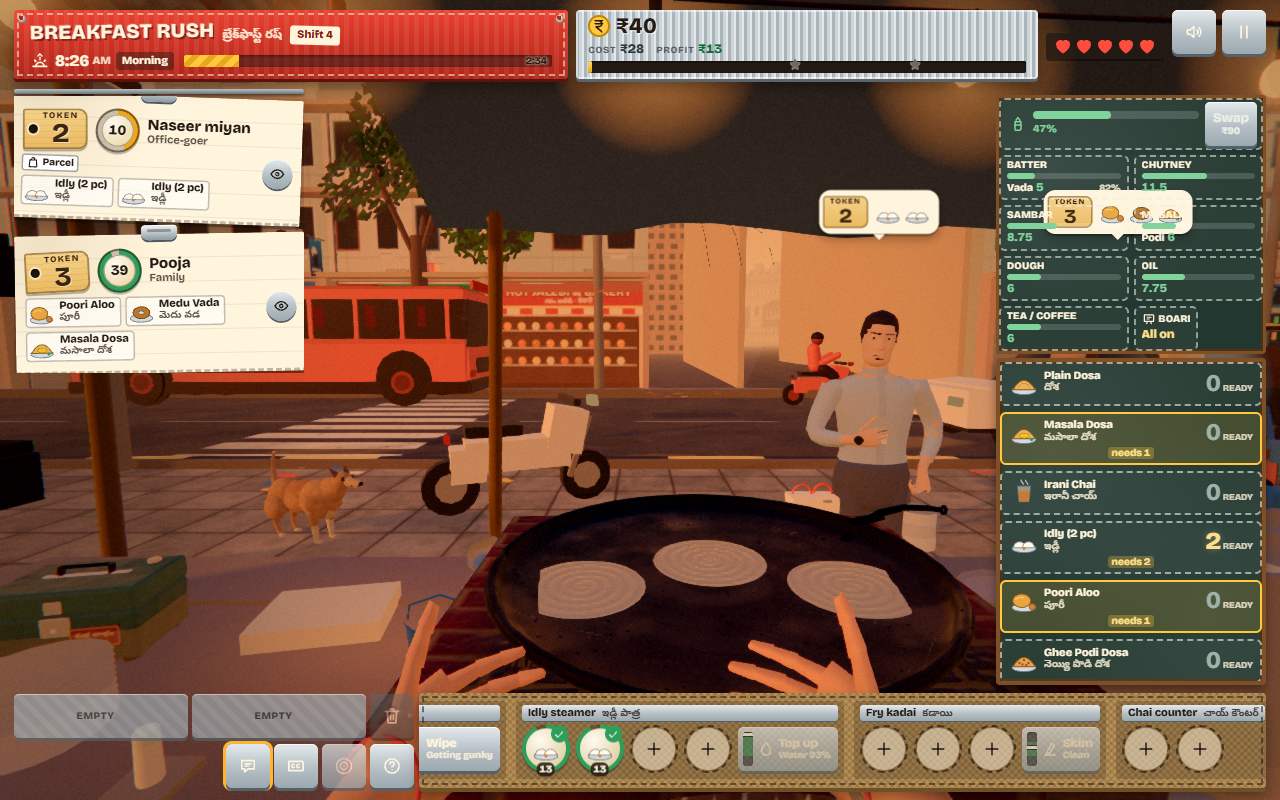 BREAKFAST RUSH బ్రేక్‌ఫాస్ట్ రష్ Shift 4
8:26 AM Morning 2:34
₹ ₹40
COST ₹28 PROFIT ₹13
TOKEN
2
10
Naseer miyan
Office-goer
Parcel
Idly (2 pc)
ఇడ్లీ
Idly (2 pc)
ఇడ్లీ
TOKEN
3
39
Pooja
Family
Poori Aloo
పూరీ
Medu Vada
మెదు వడ
Masala Dosa
మసాలా దోశ
TOKEN
2
TOKEN
3
47%
Swap
₹90
BATTER
Vada 5 82%
CHUTNEY
11.5
SAMBAR
8.75
Podi 6
DOUGH
6
OIL
7.75
TEA / COFFEE
6
BOARD
All on
Plain Dosa
దోశ
0 READY
Masala Dosa
మసాలా దోశ
0 READY
needs 1
Irani Chai
ఇరానీ చాయ్
0 READY
Idly (2 pc)
ఇడ్లీ
2 READY
needs 2
Poori Aloo
పూరీ
0 READY
needs 1
Ghee Podi Dosa
నెయ్యి పొడి దోశ
0 READY
EMPTY
EMPTY
CC
?
Wipe
Getting gunky
Idly steamer ఇడ్లీ పాత్ర
13
13
Top up
Water 93%
Fry kadai కడాయి
Skim
Clean
Chai counter చాయ్ కౌంటర్